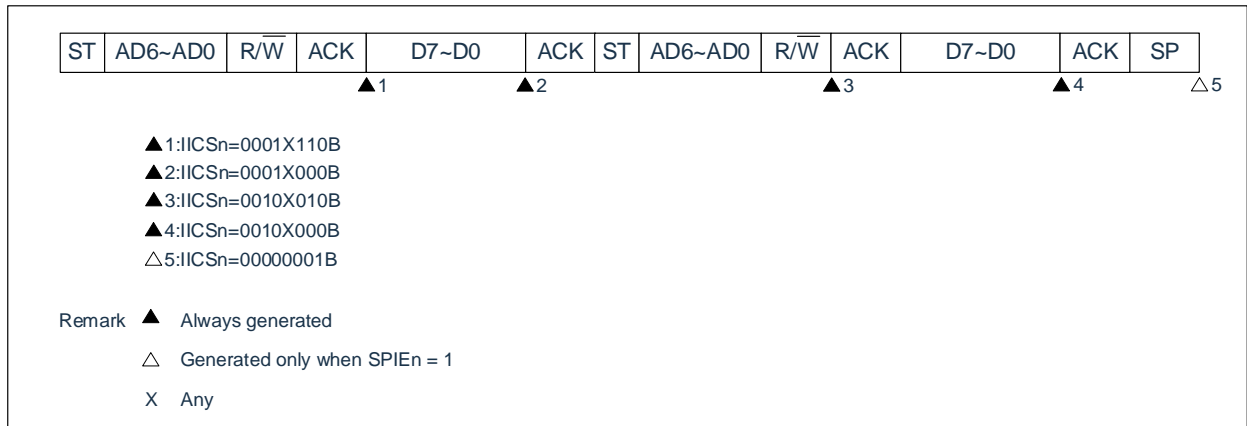 ST AD6~AD0 R/W̅ ACK D7~D0 ACK ST AD6~AD0 R/W̅ ACK D7~D0 ACK SP
▲1 ▲2 ▲3 ▲4 △5
▲1:IICSn=0001X110B
▲2:IICSn=0001X000B
▲3:IICSn=0010X010B
▲4:IICSn=0010X000B
△5:IICSn=00000001B
Remark ▲ Always generated
△ Generated only when SPIEn = 1
X Any